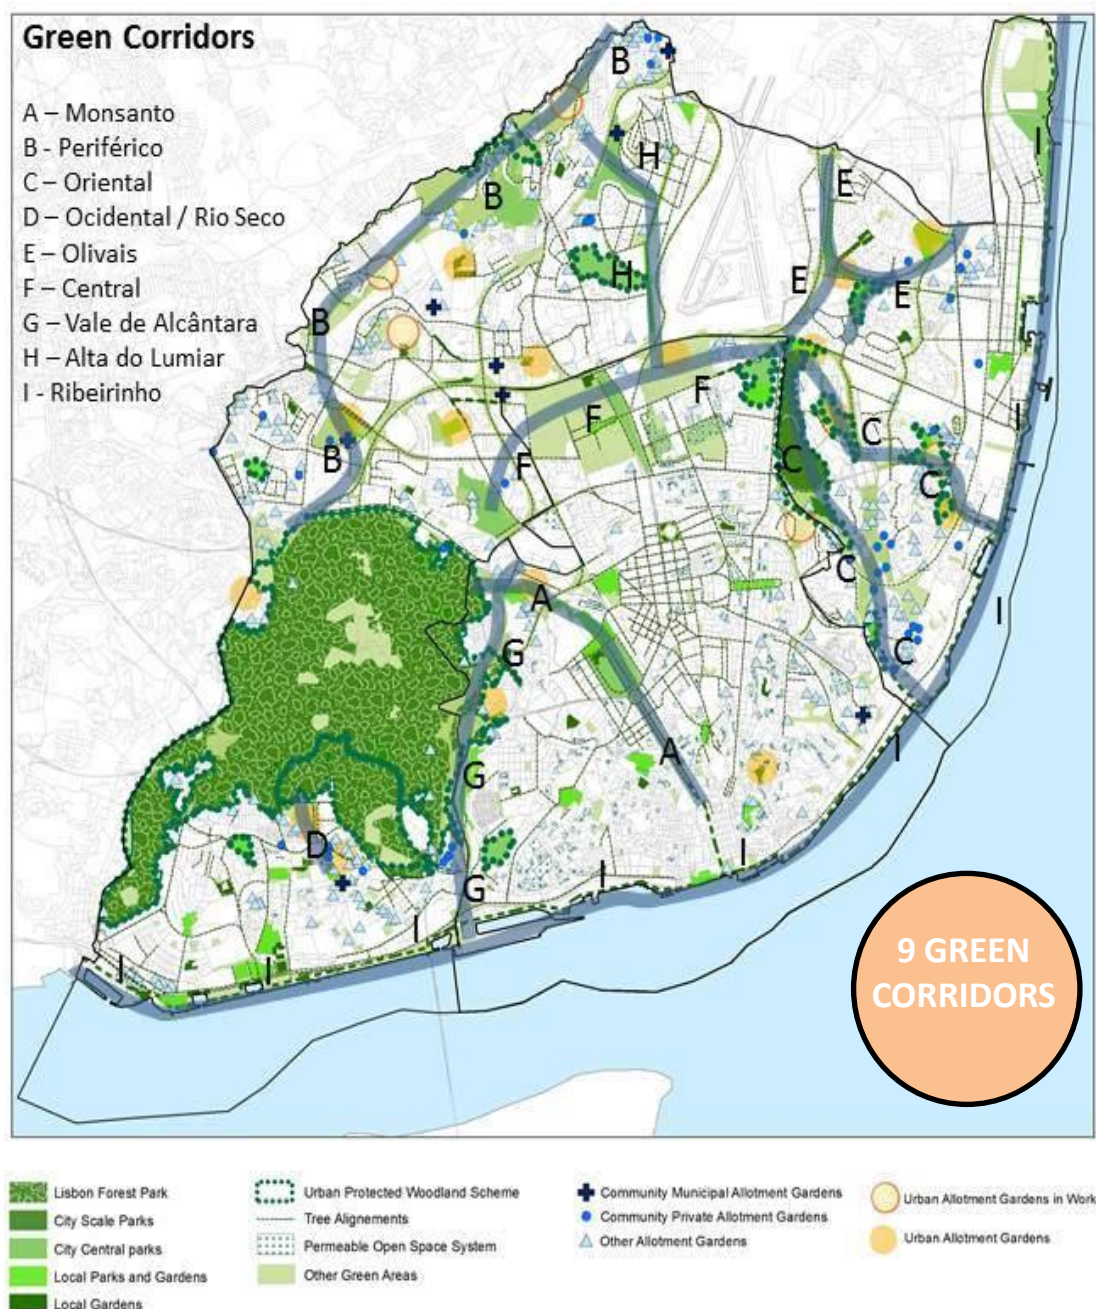 Green Corridors
A – Monsanto
B - Periférico
C – Oriental
D – Ocidental / Rio Seco
E – Olivais
F – Central
G – Vale de Alcântara
H – Alta do Lumiar
I - Ribeirinho
B
H
I
E
B
H
E
E
B
F
F
C
I
B
F
C
C
A
C
I
G
C
A
I
G
D
I
G
I
I
I
I
9 GREEN
CORRIDORS
Lisbon Forest Park
City Scale Parks
City Central parks
Local Parks and Gardens
Local Gardens
Urban Protected Woodland Scheme
Tree Alignements
Permeable Open Space System
Other Green Areas
Community Municipal Allotment Gardens
Community Private Allotment Gardens
Other Allotment Gardens
Urban Allotment Gardens in Work
Urban Allotment Gardens